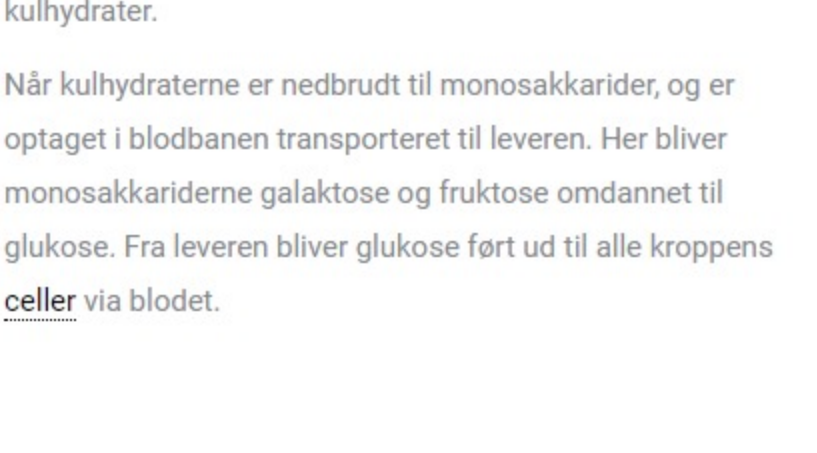 kulhydrater.
Når kulhydraterne er nedbrudt til monosakkarider, og er
optaget i blodbanen transporteret til leveren. Her bliver
monosakkariderne galaktose og fruktose omdannet til
glukose. Fra leveren bliver glukose ført ud til alle kroppens
celler via blodet.